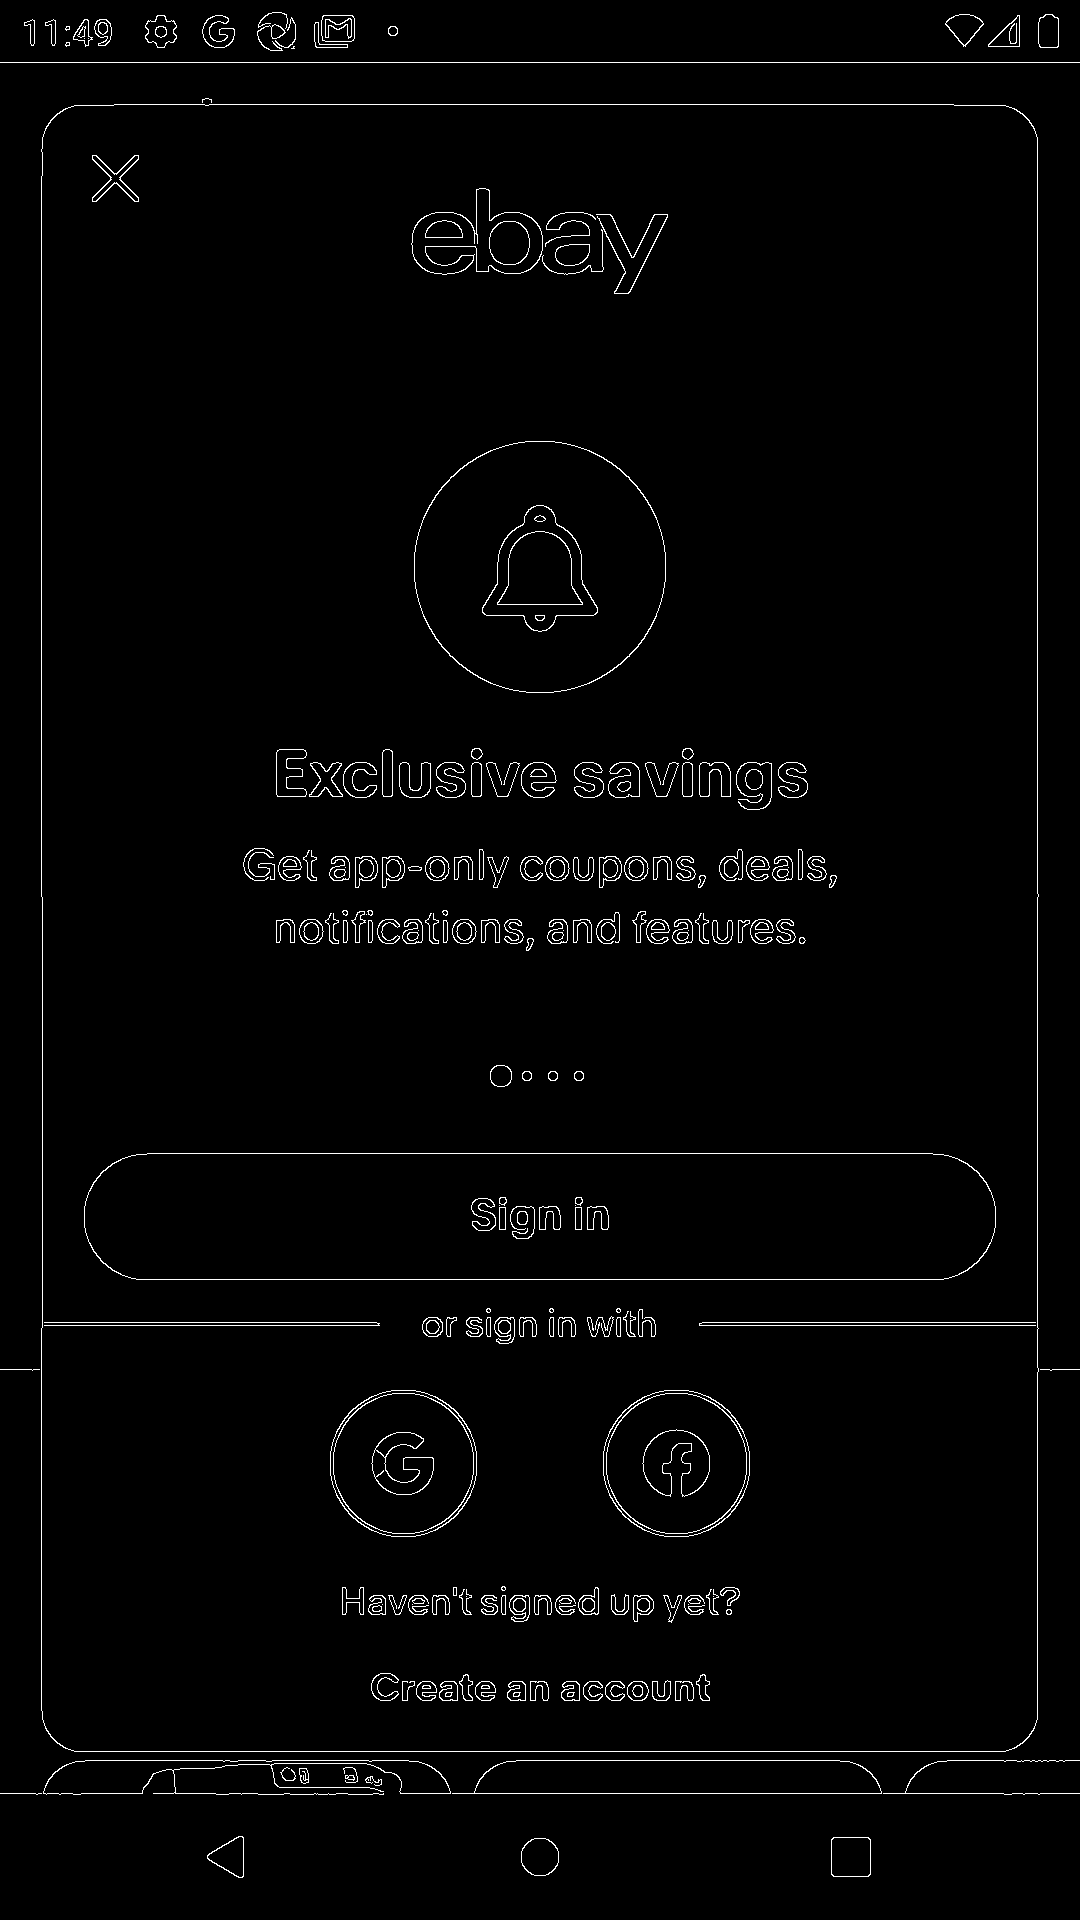 11:49
ebay
Exclusive savings
Get app-only coupons, deals,
notifications, and features.
Sign in
or sign in with
Haven't signed up yet?
Create an account